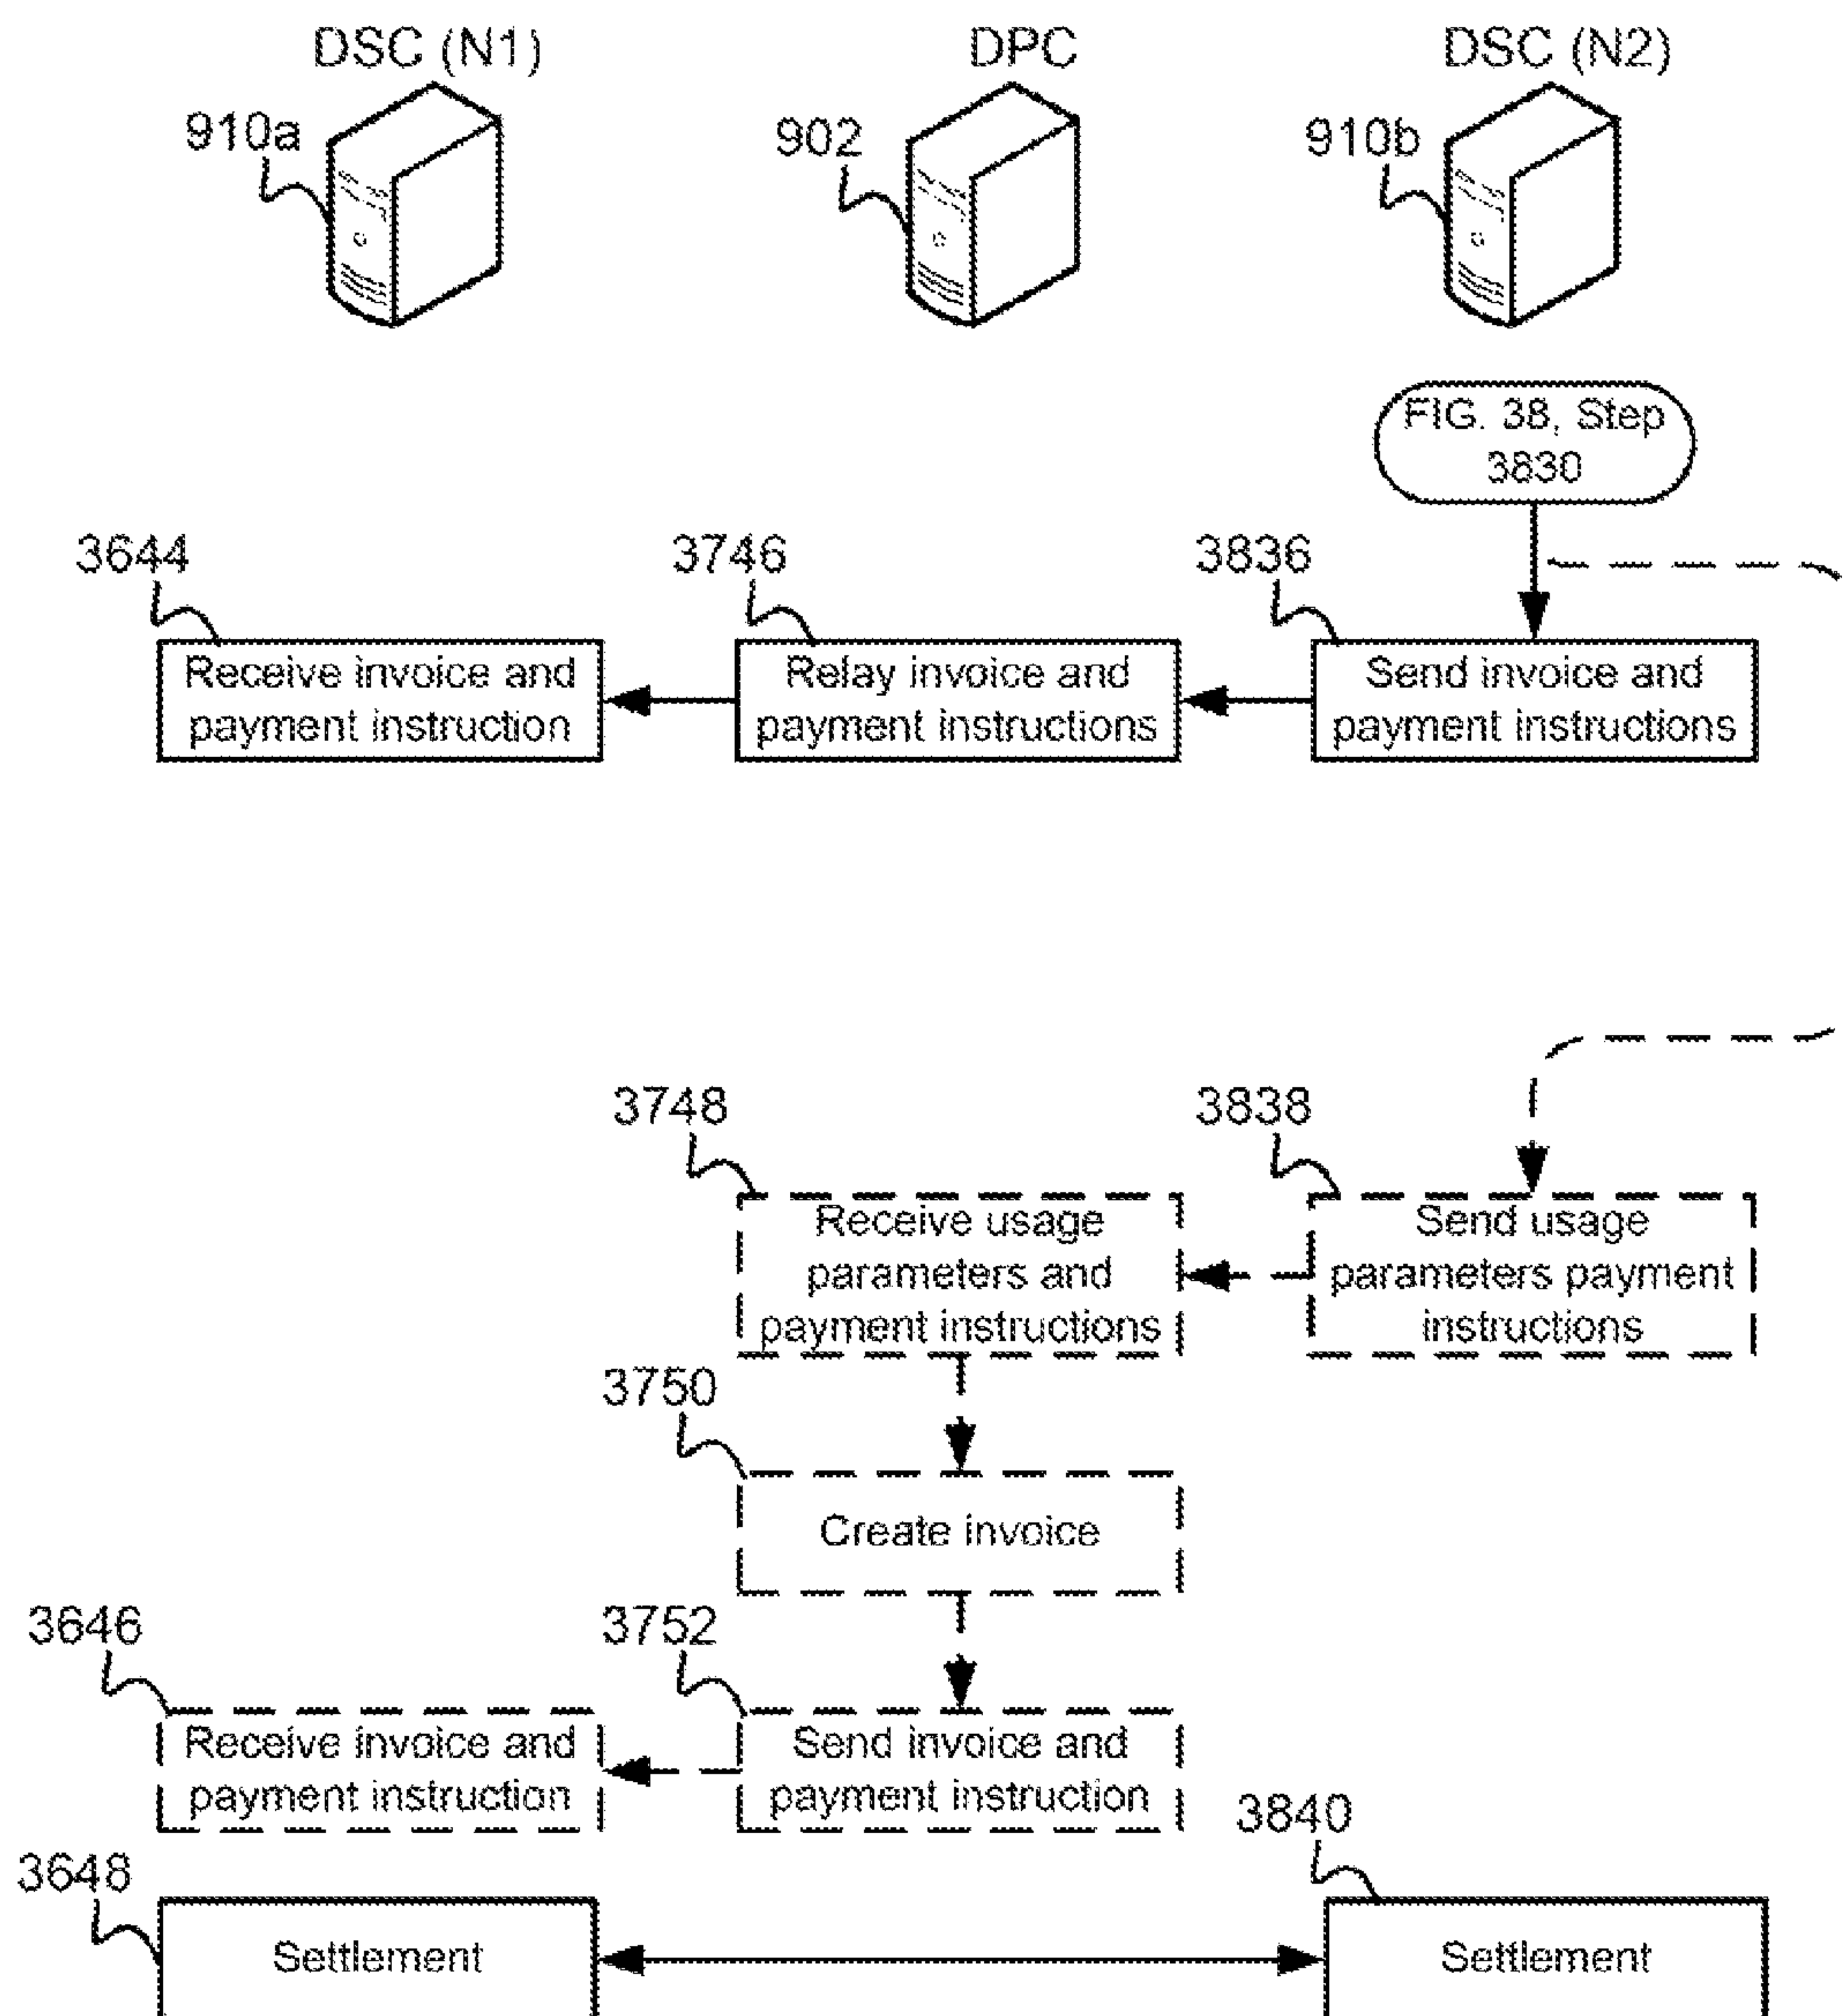 DSC (N1)
DPC
DSC (N2)
910a
902
910b
FIG. 38, Step
3830
3644
3746
3836
Receive invoice and
payment instruction
Relay invoice and
payment instructions
Send invoice and
payment instructions
3748
3838
Receive usage
parameters and
payment instructions
Send usage
parameters payment
instructions
3750
Create invoice
3646
3752
Receive invoice and
payment instruction
Send invoice and
payment instruction
3840
3648
Settlement
Settlement